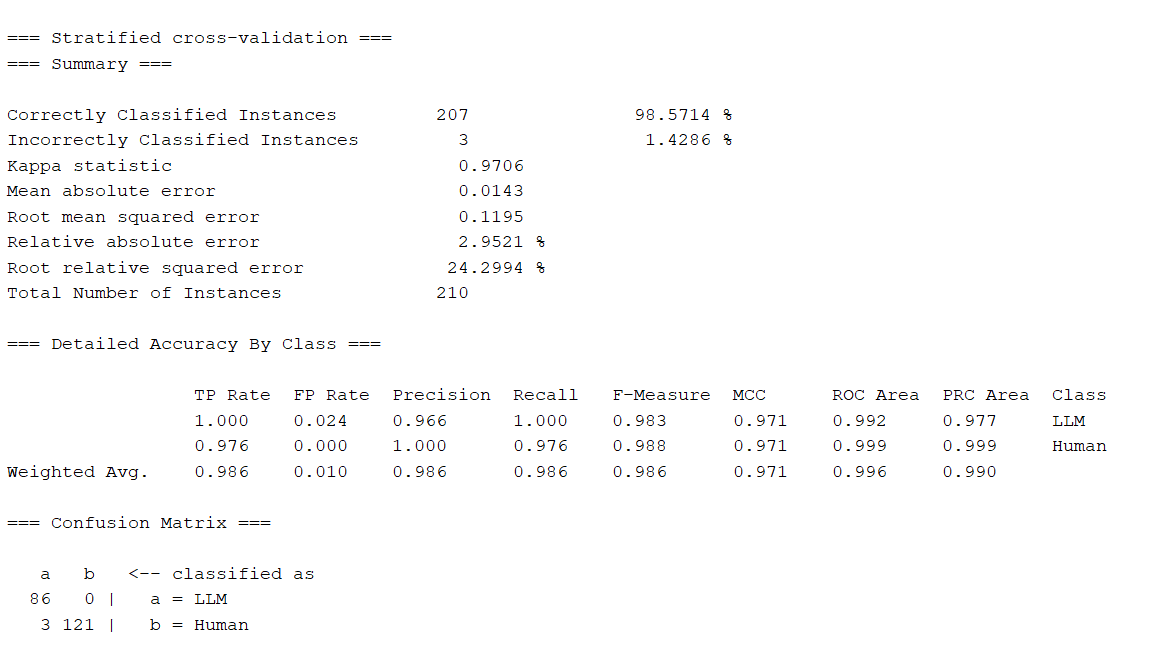 === Stratified cross-validation ===
=== Summary ===
Correctly Classified Instances 207 98.5714 %
Incorrectly Classified Instances 3 1.4286 %
Kappa statistic 0.9706
Mean absolute error 0.0143
Root mean squared error 0.1195
Relative absolute error 2.9521 %
Root relative squared error 24.2994 %
Total Number of Instances 210
=== Detailed Accuracy By Class ===
TP Rate FP Rate Precision Recall F-Measure MCC ROC Area PRC Area Class
1.000 0.024 0.966 1.000 0.983 0.971 0.992 0.977 LLM
0.976 0.000 1.000 0.976 0.988 0.971 0.999 0.999 Human
Weighted Avg. 0.986 0.010 0.986 0.986 0.986 0.971 0.996 0.990
=== Confusion Matrix ===
a b <-- classified as
86 0 | a = LLM
3 121 | b = Human